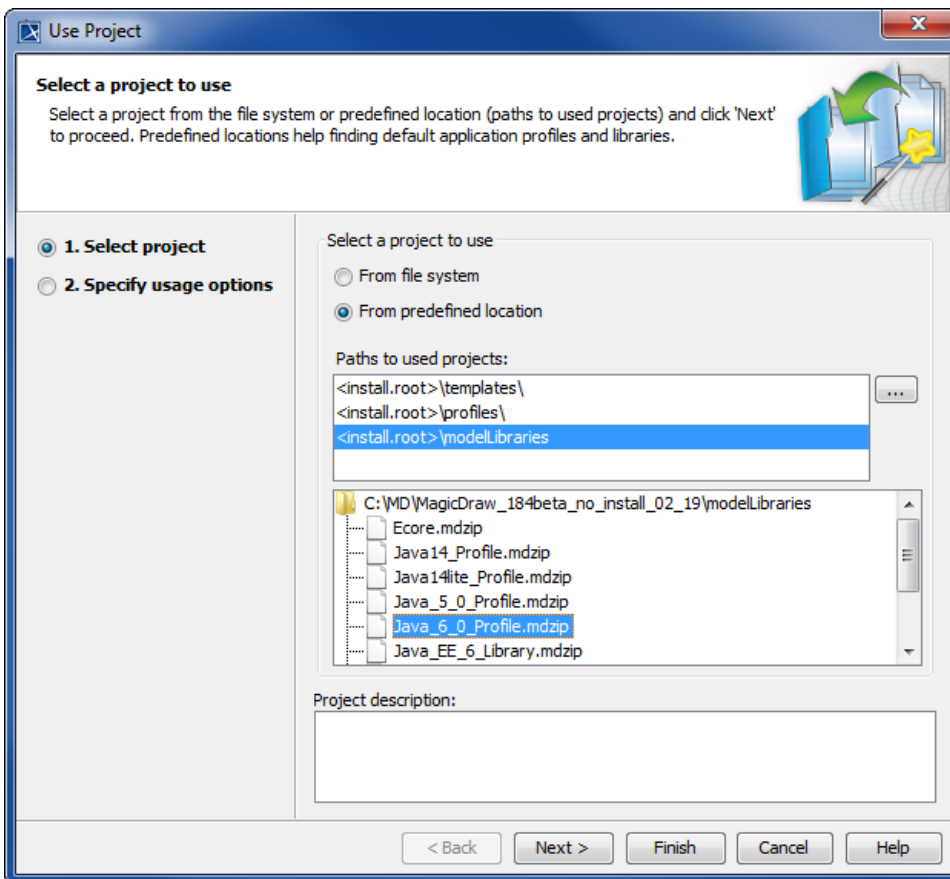 Use Project
Select a project to use
Select a project from the file system or predefined location (paths to used projects) and click 'Next'
to proceed. Predefined locations help finding default application profiles and libraries.
1. Select project
2. Specify usage options
Select a project to use
From file system
From predefined location
Paths to used projects:
<install.root>\templates\
...
<install.root>\profiles\
<install.root>\modelLibraries
C:\MD\MagicDraw_184beta_no_install_02_19\modelLibraries
Ecore.mdzip
Java14_Profile.mdzip
Java14lite_Profile.mdzip
Java_5_0_Profile.mdzip
Java_6_0_Profile.mdzip
Java_EE_6_Library.mdzip
Project description:
< Back Next > Finish Cancel Help